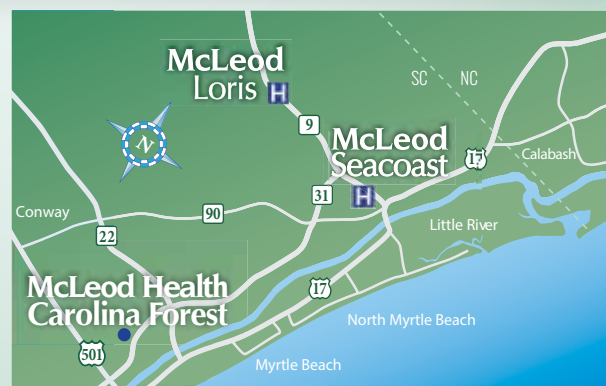 McLeod
Loris
H
SC
NC
9
McLeod
Seacoast
17
Calabash
N
H
31
Conway
90
Little River
22
McLeod Health
Carolina Forest
17
North Myrtle Beach
501
Myrtle Beach